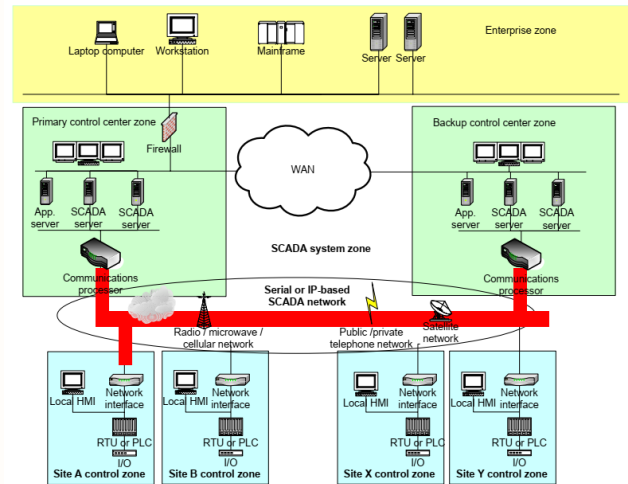 Enterprise zone
Laptop computer
Workstation
Mainframe
Server
Server
Primary control center zone
Firewall
Backup control center zone
WAN
App.
server
SCADA
server
SCADA
server
App.
server
SCADA
server
SCADA
server
SCADA system zone
Communications
processor
Communications
processor
Serial or IP-based
SCADA network
Radio / microwave /
cellular network
Public /private
telephone network
Satellite
network
Local HMI
Network
interface
RTU or PLC
I/O
Site A control zone
Local HMI
Network
interface
RTU or PLC
I/O
Site B control zone
Local HMI
Network
interface
RTU or PLC
I/O
Site X control zone
Local HMI
Network
interface
RTU or PLC
I/O
Site Y control zone